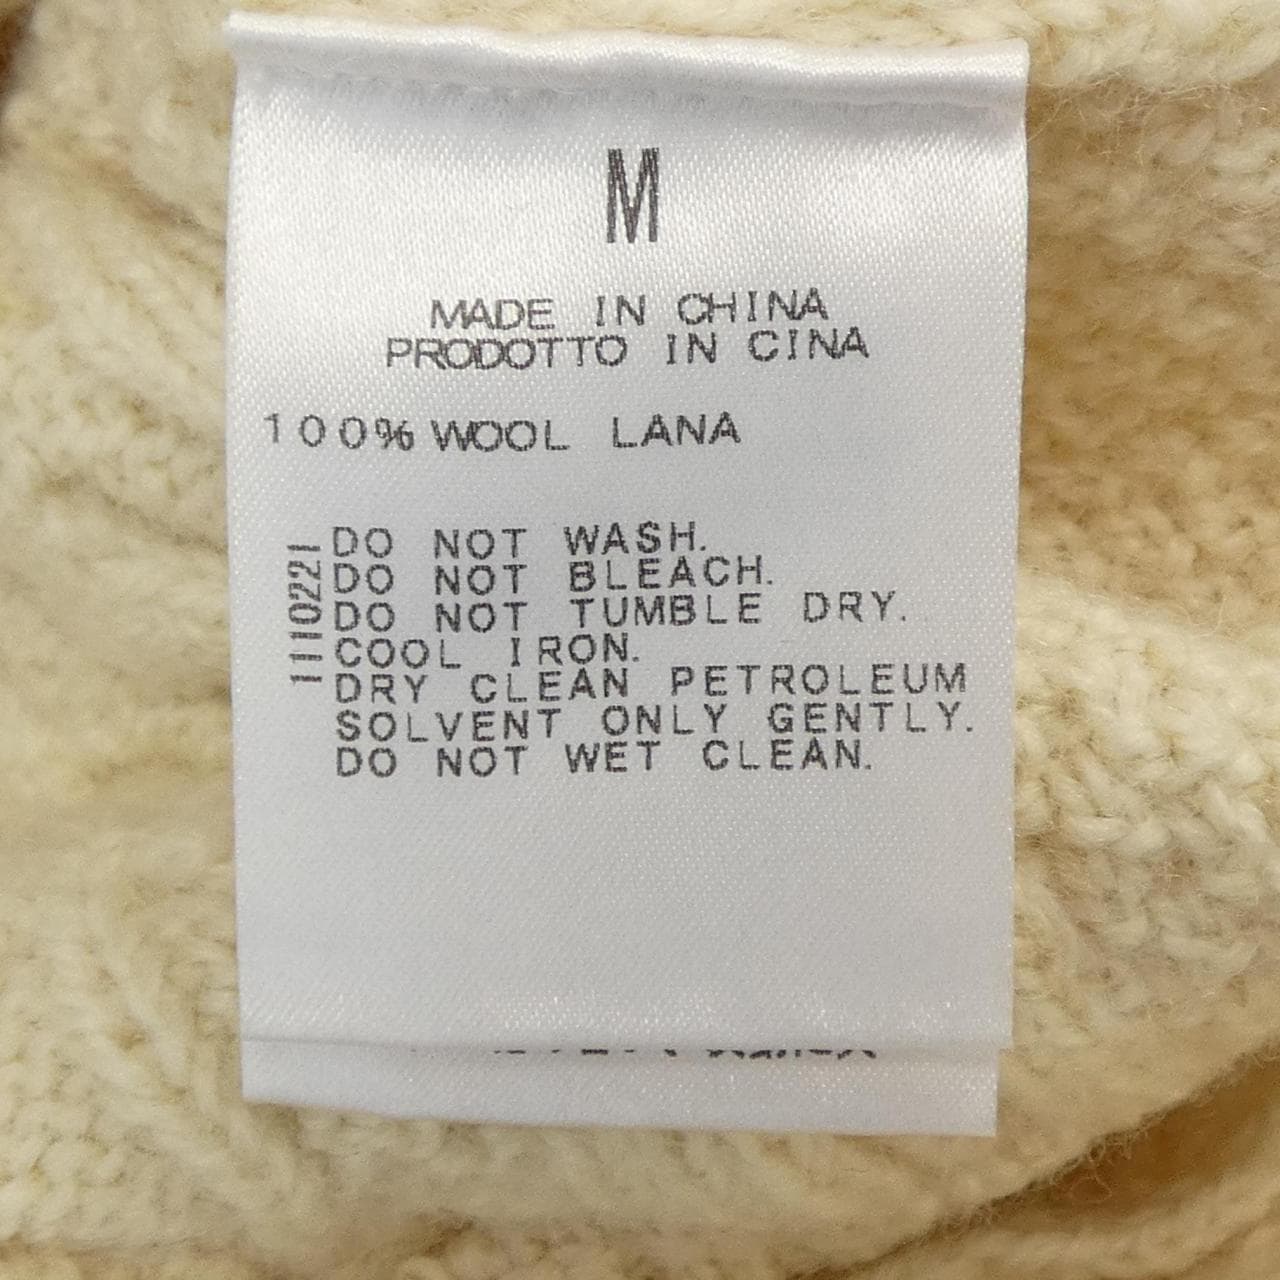 M
MADE IN CHINA
PRODOTTO IN CINA
100% WOOL LANA
DO NOT WASH.
DO NOT BLEACH.
DO NOT TUMBLE DRY.
COOL IRON.
DRY CLEAN PETROLEUM
SOLVENT ONLY GENTLY.
DO NOT WET CLEAN.
1110221